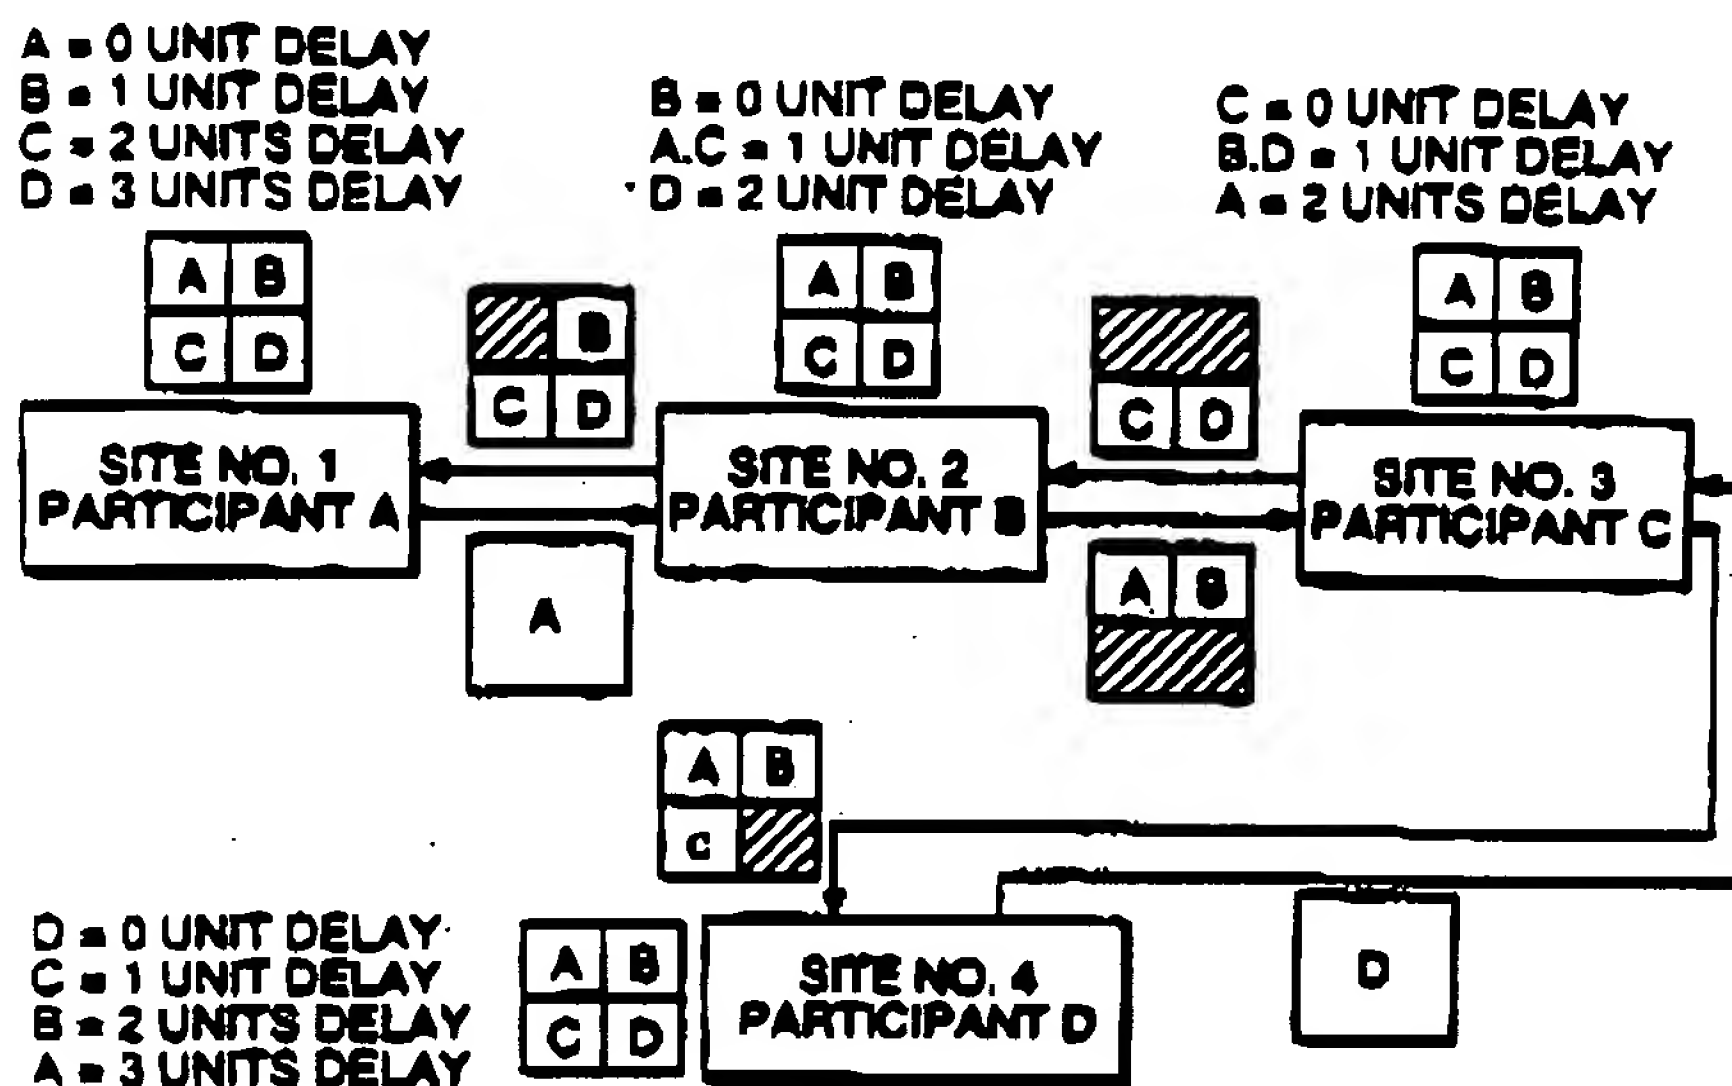 A = 0 UNIT DELAY
B = 1 UNIT DELAY
C = 2 UNITS DELAY
D = 3 UNITS DELAY
B = 0 UNIT DELAY
A.C = 1 UNIT DELAY
D = 2 UNIT DELAY
C = 0 UNIT DELAY
B.D = 1 UNIT DELAY
A = 2 UNITS DELAY
A B
C D
B
C D
A B
C D
C D
A B
C D
SITE NO. 1
PARTICIPANT A
SITE NO. 2
PARTICIPANT B
SITE NO. 3
PARTICIPANT C
A
A B
A B
C
D = 0 UNIT DELAY
C = 1 UNIT DELAY
B = 2 UNITS DELAY
A = 3 UNITS DELAY
A B
C D
SITE NO. 4
PARTICIPANT D
D